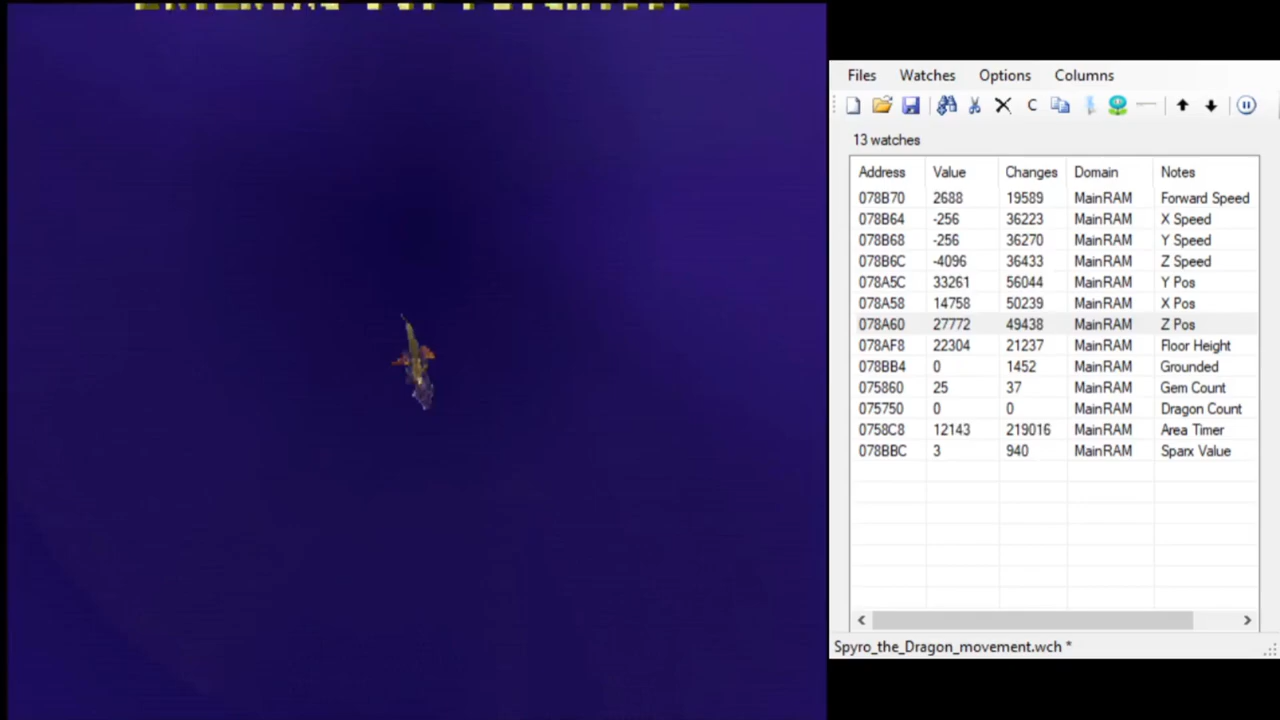 Files Watches Options Columns
C
13 watches
Address Value Changes Domain Notes
078B70 2688 19589 MainRAM Forward Speed
078B64 -256 36223 MainRAM X Speed
078B68 -256 36270 MainRAM Y Speed
078B6C -4096 36433 MainRAM Z Speed
078A5C 33261 56044 MainRAM Y Pos
078A58 14758 50239 MainRAM X Pos
078A60 27772 49438 MainRAM Z Pos
078AF8 22304 21237 MainRAM Floor Height
078BB4 0 1452 MainRAM Grounded
075860 25 37 MainRAM Gem Count
075750 0 0 MainRAM Dragon Count
0758C8 12143 219016 MainRAM Area Timer
078BBC 3 940 MainRAM Sparx Value
Spyro_the_Dragon_movement.wch *